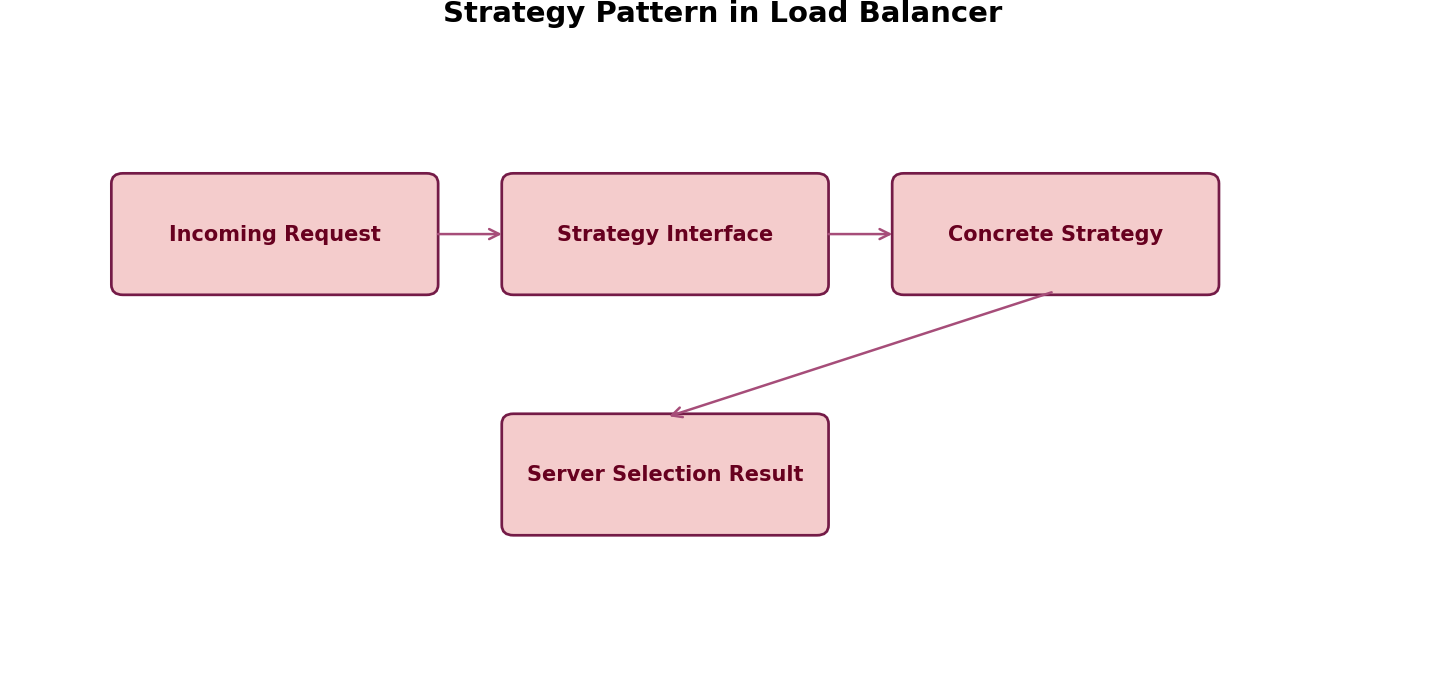 Strategy Pattern in Load Balancer
Incoming Request
Strategy Interface
Concrete Strategy
Server Selection Result